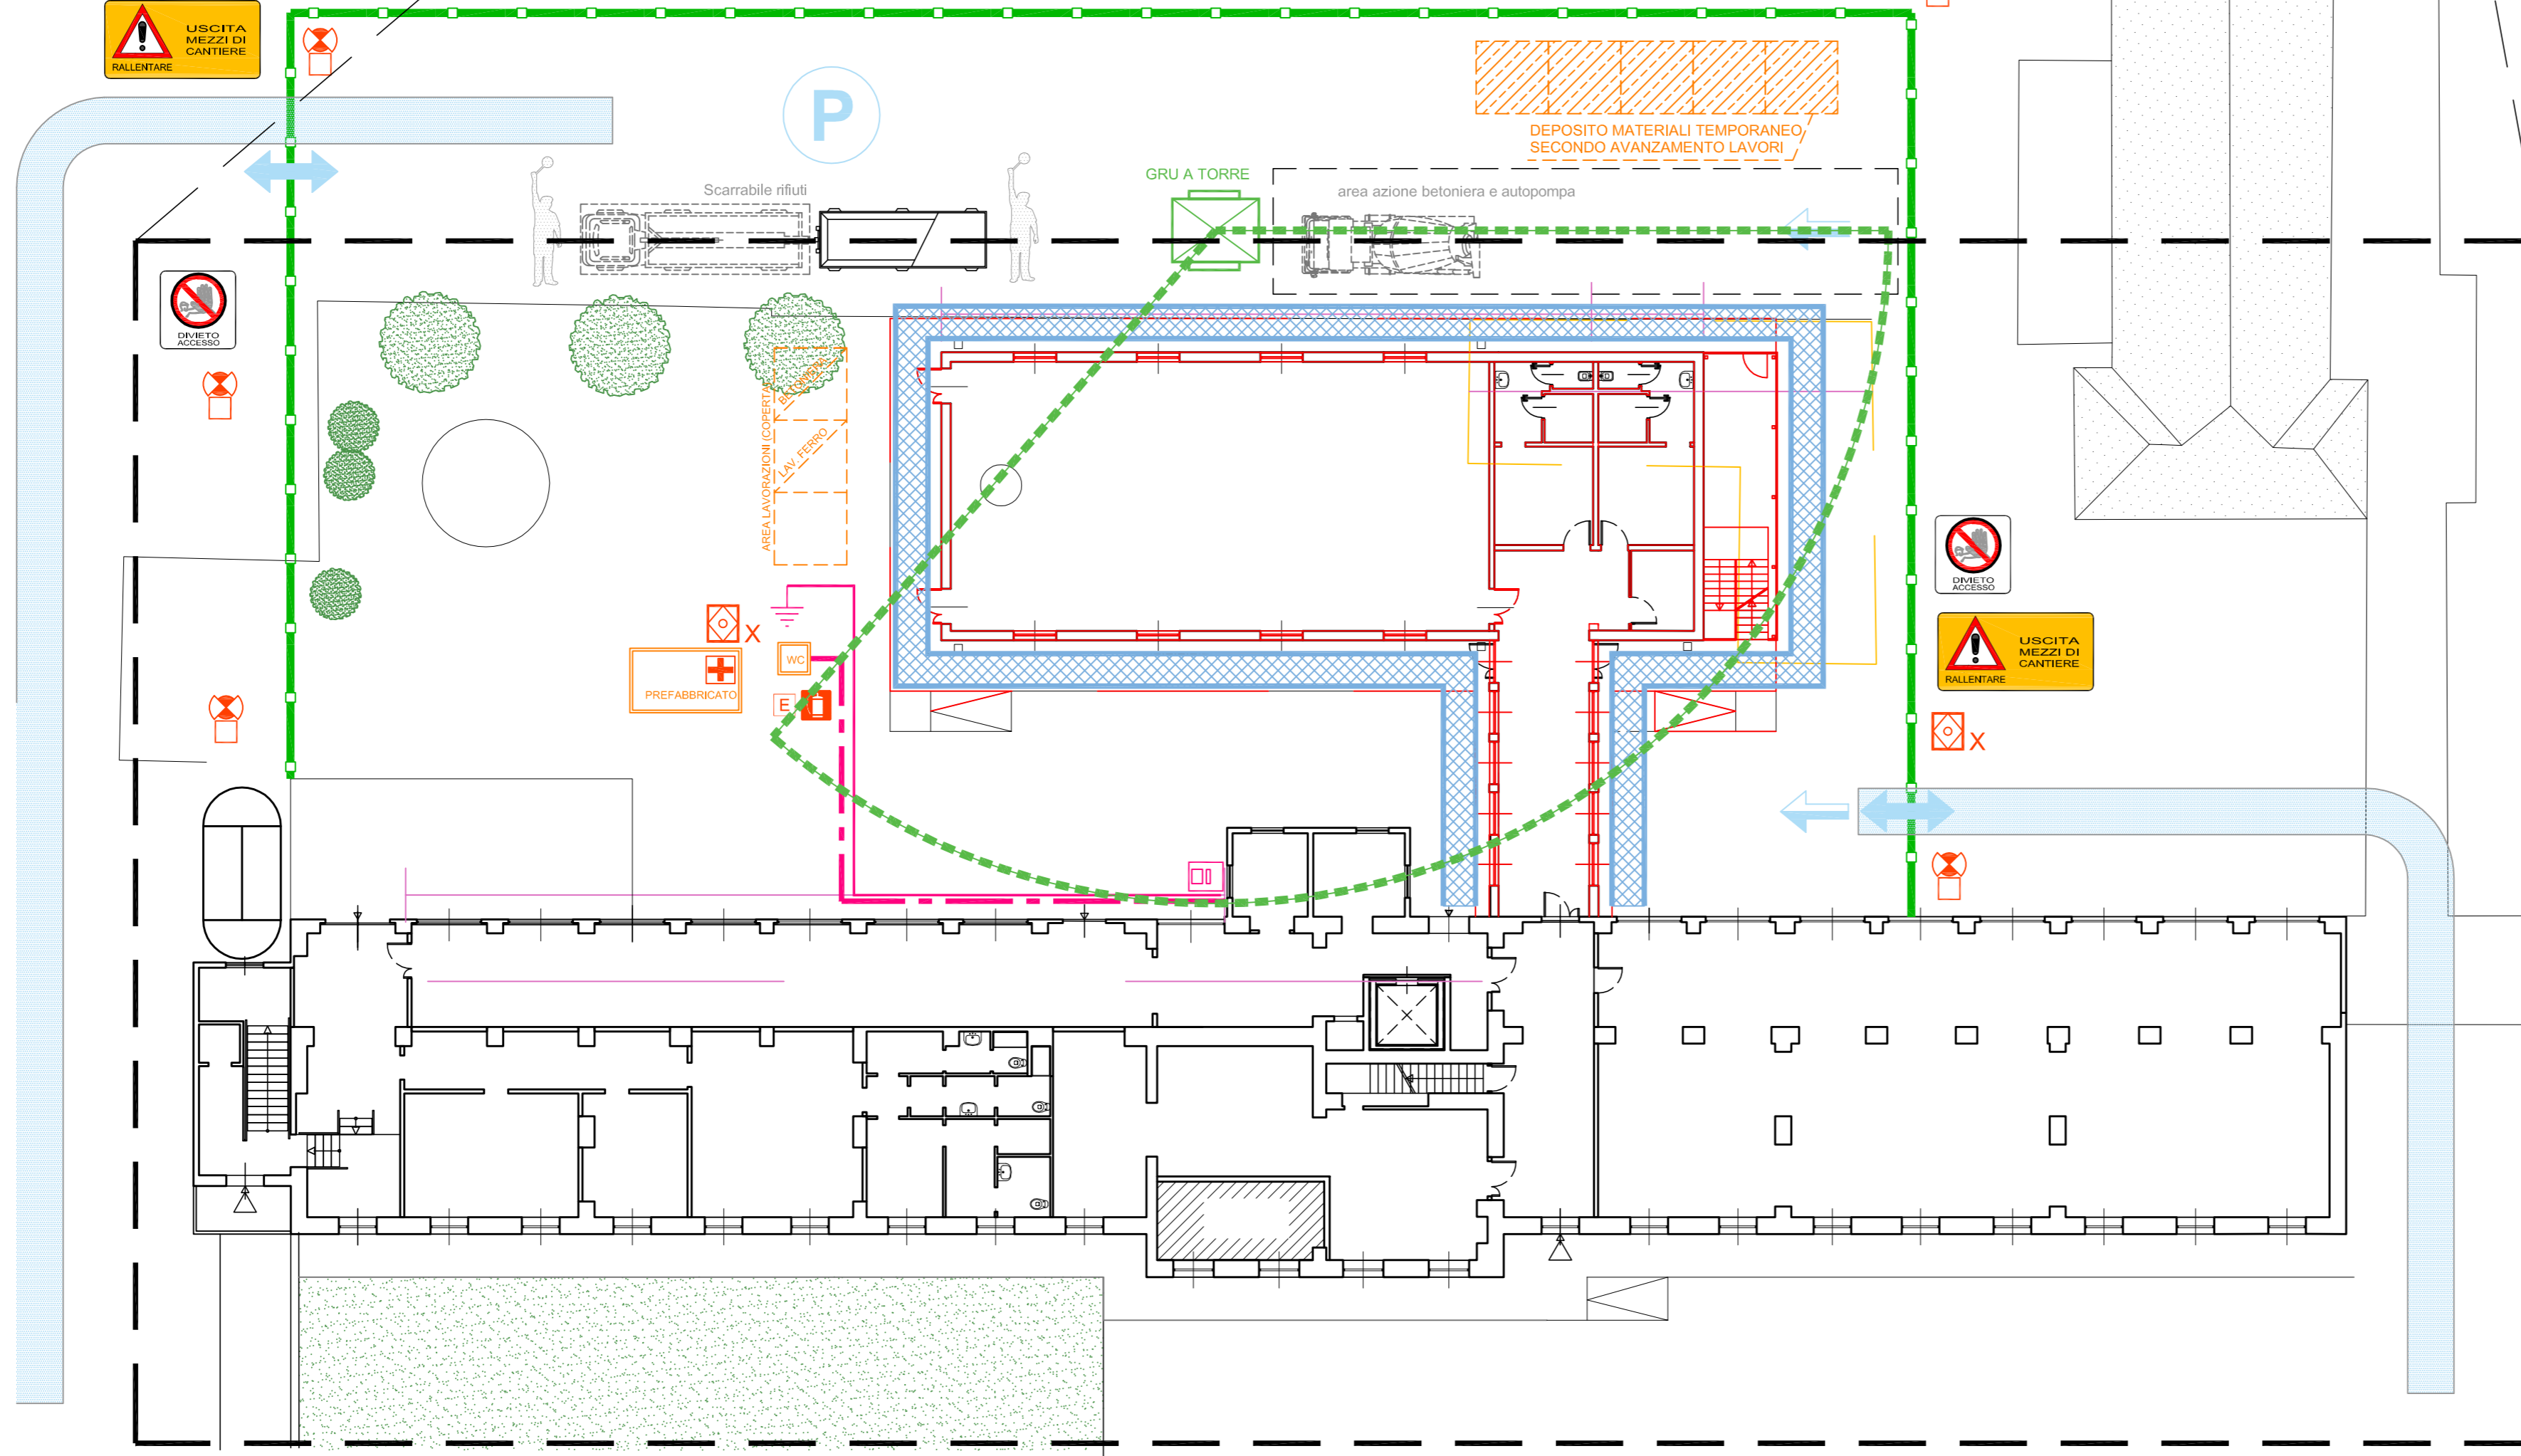 USCITA
MEZZI DI
CANTIERE
RALLENTARE
P
DEPOSITO MATERIALI TEMPORANEO
SECONDO AVANZAMENTO LAVORI
GRU A TORRE
Scarrabile rifiuti
area azione betoniera e autopompa
DIVIETO
ACCESSO
BETONIERA
LAV. FERRO
AREA LAVORAZIONI (COPERTA)
DIVIETO
ACCESSO
X
WC
PREFABBRICATO
E
USCITA
MEZZI DI
CANTIERE
RALLENTARE
X